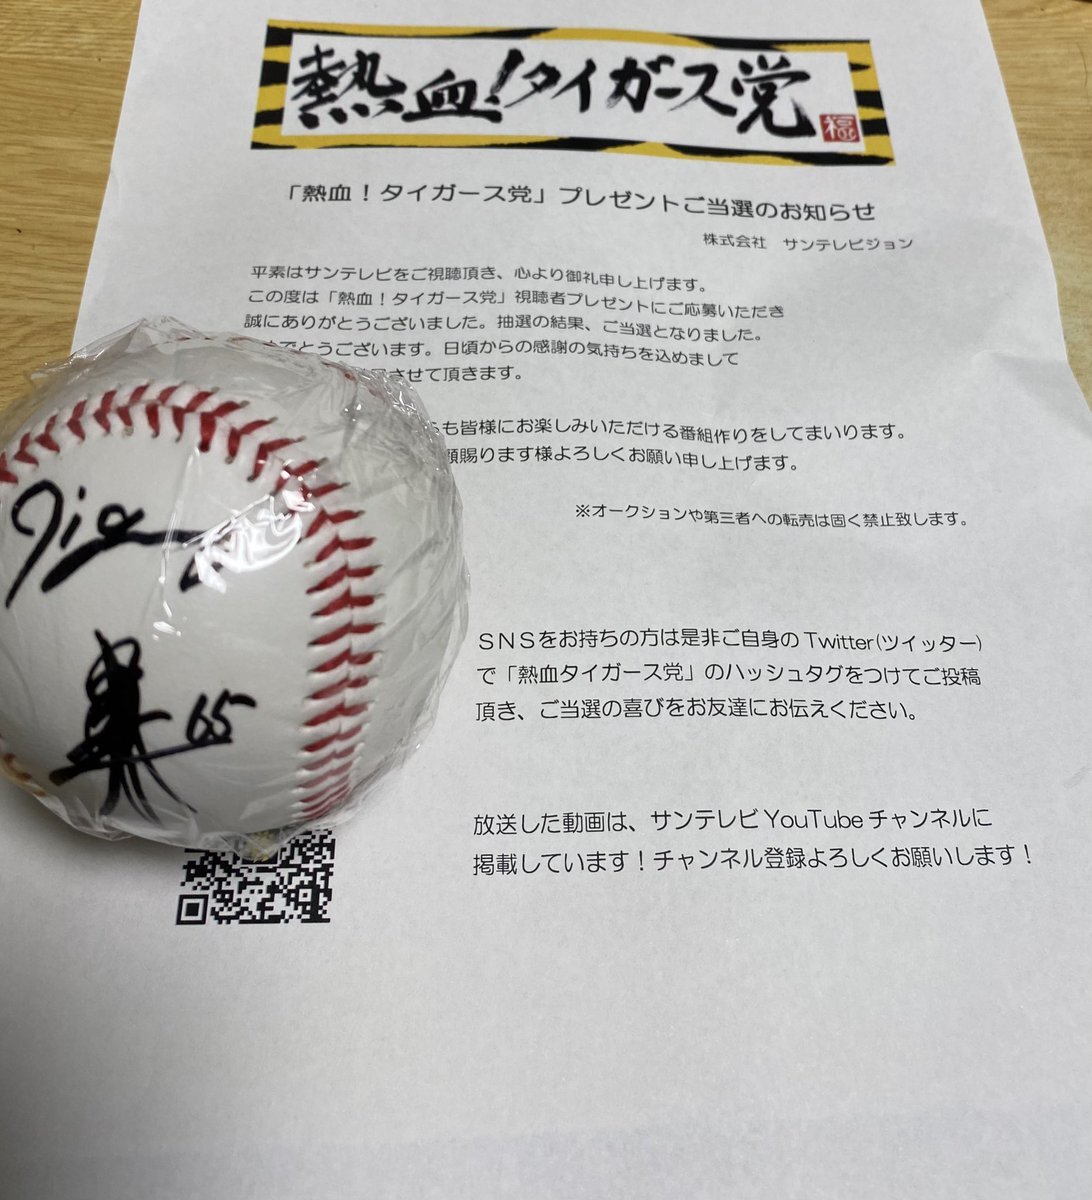 熱血！タイガース党
福
「熱血！タイガース党」プレゼントご当選のお知らせ
株式会社　サンテレビジョン
平素はサンテレビをご視聴頂き、心より御礼申し上げます。
この度は「熱血！タイガース党」視聴者プレゼントにご応募いただき
誠にありがとうございました。抽選の結果、ご当選となりました。
でとうございます。日頃からの感謝の気持ちを込めまして
させて頂きます。
も皆様にお楽しみいただける番組作りをしてまいります。
賜ります様よろしくお願い申し上げます。
※オークションや第三者への転売は固く禁止致します。
ＳＮＳをお持ちの方は是非ご自身の Twitter(ツイッター)
で「熱血タイガース党」のハッシュタグをつけてご投稿
頂き、ご当選の喜びをお友達にお伝えください。
放送した動画は、サンテレビ YouTube チャンネルに
掲載しています！チャンネル登録よろしくお願いします！
65